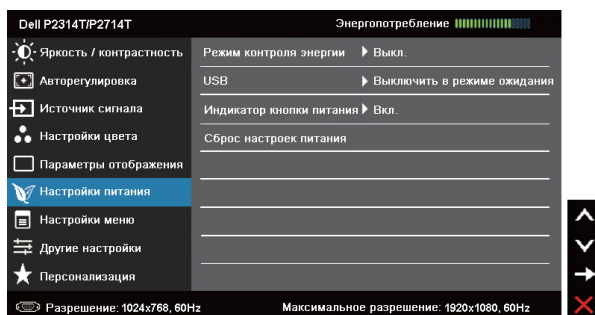 Dell P2314T/P2714T Энергопотребление
Яркость / контрастность Режим контроля энергии Выкл.
Авторегулировка USB Выключить в режиме ожидания
Источник сигнала Индикатор кнопки питания Вкл.
Настройки цвета Сброс настроек питания
Параметры отображения
Настройки питания
Настройки меню
Другие настройки
Персонализация
Разрешение: 1024x768, 60Hz Максимальное разрешение: 1920x1080, 60Hz